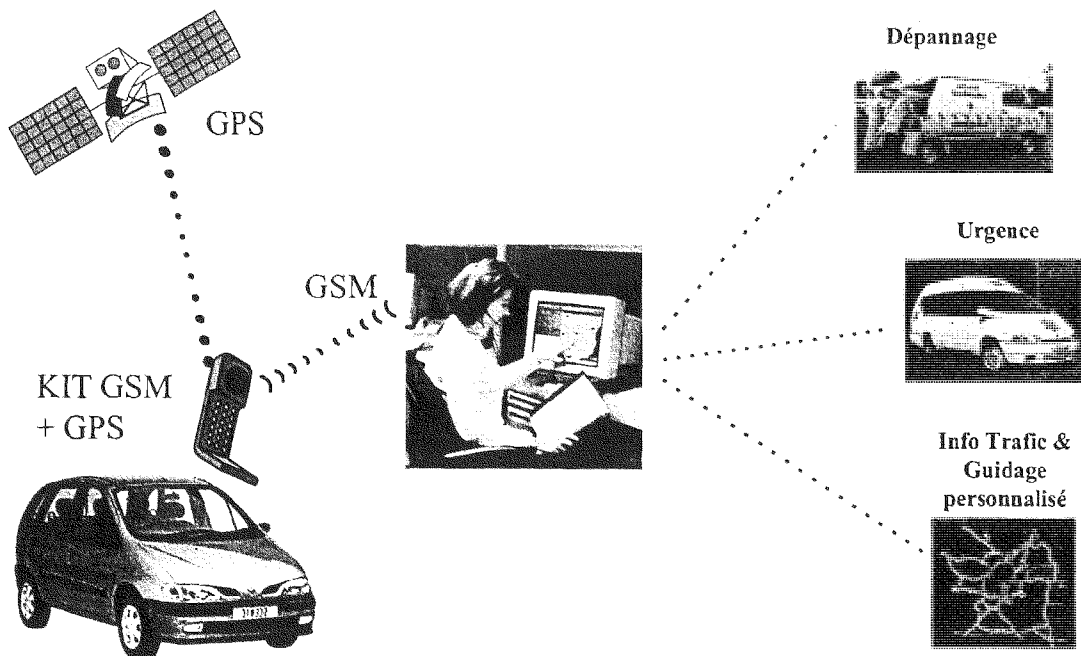 GPS
GSM
KIT GSM
+ GPS
Dépannage
Urgence
Info Trafic &
Guidage
personnalisé